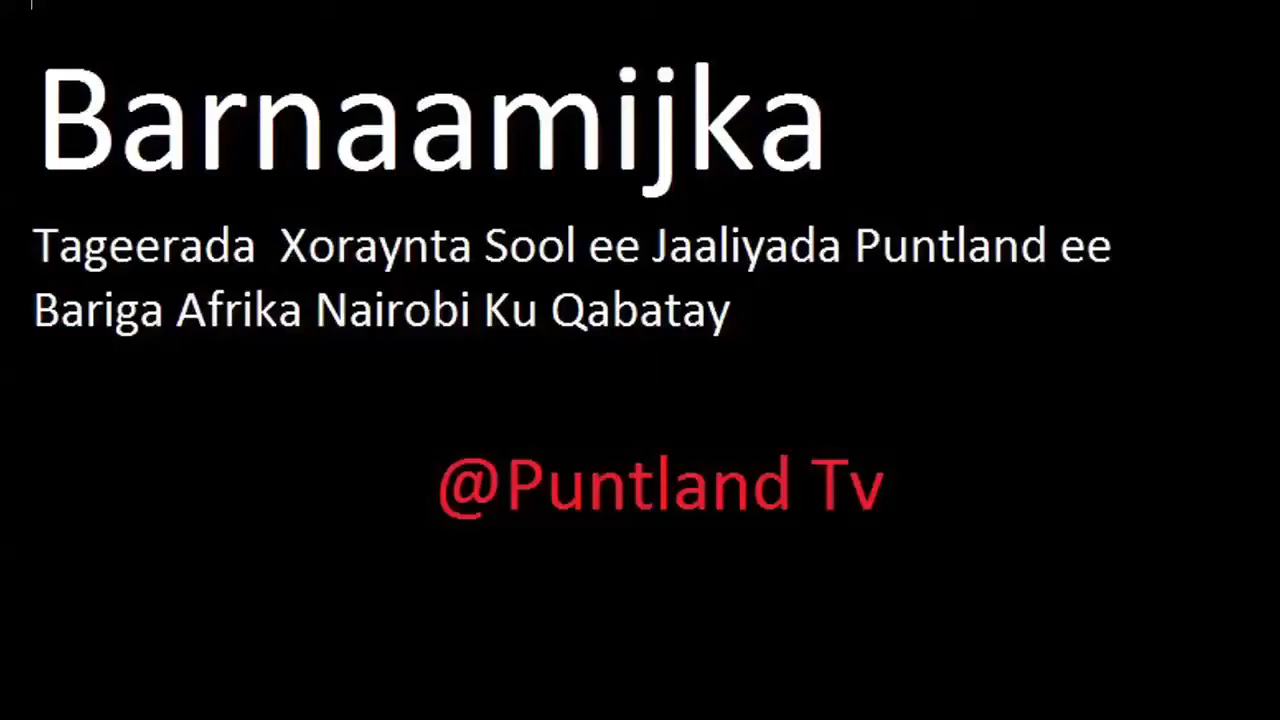 Barnaamijka
Tageerada Xoraynta Sool ee Jaaliyada Puntland ee
Bariga Afrika Nairobi Ku Qabatay
@Puntland Tv